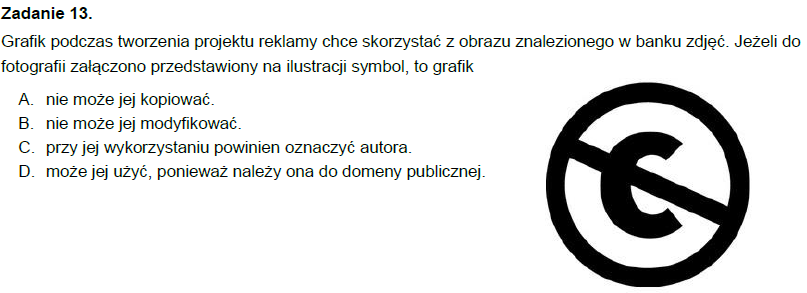 Zadanie 13.
Grafik podczas tworzenia projektu reklamy chce skorzystać z obrazu znalezionego w banku zdjęć. Jeżeli do
fotografii załączono przedstawiony na ilustracji symbol, to grafik
A. nie może jej kopiować.
B. nie może jej modyfikować.
C. przy jej wykorzystaniu powinien oznaczyć autora.
D. może jej użyć, ponieważ należy ona do domeny publicznej.
C